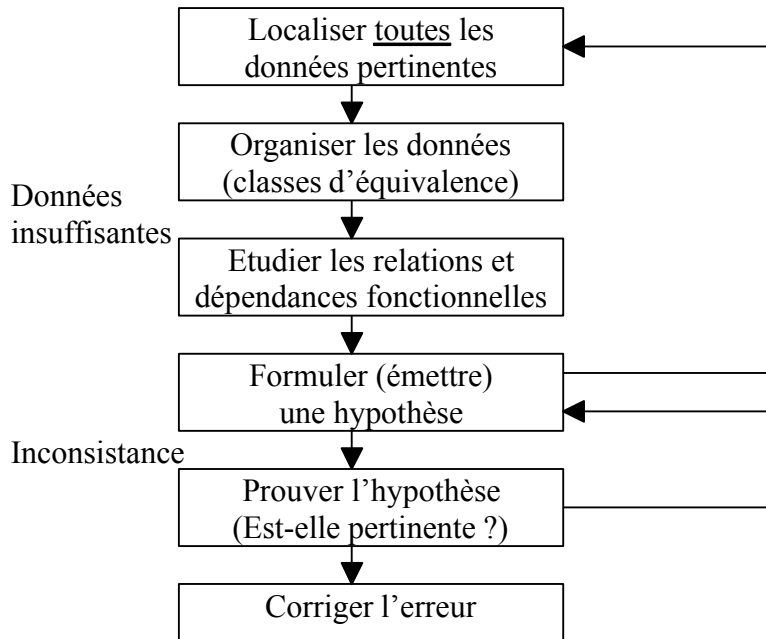 Localiser toutes les
données pertinentes
Organiser les données
(classes d’équivalence)
Données
insuffisantes
Etudier les relations et
dépendances fonctionnelles
Formuler (émettre)
une hypothèse
Inconsistance
Prouver l’hypothèse
(Est-elle pertinente ?)
Corriger l’erreur